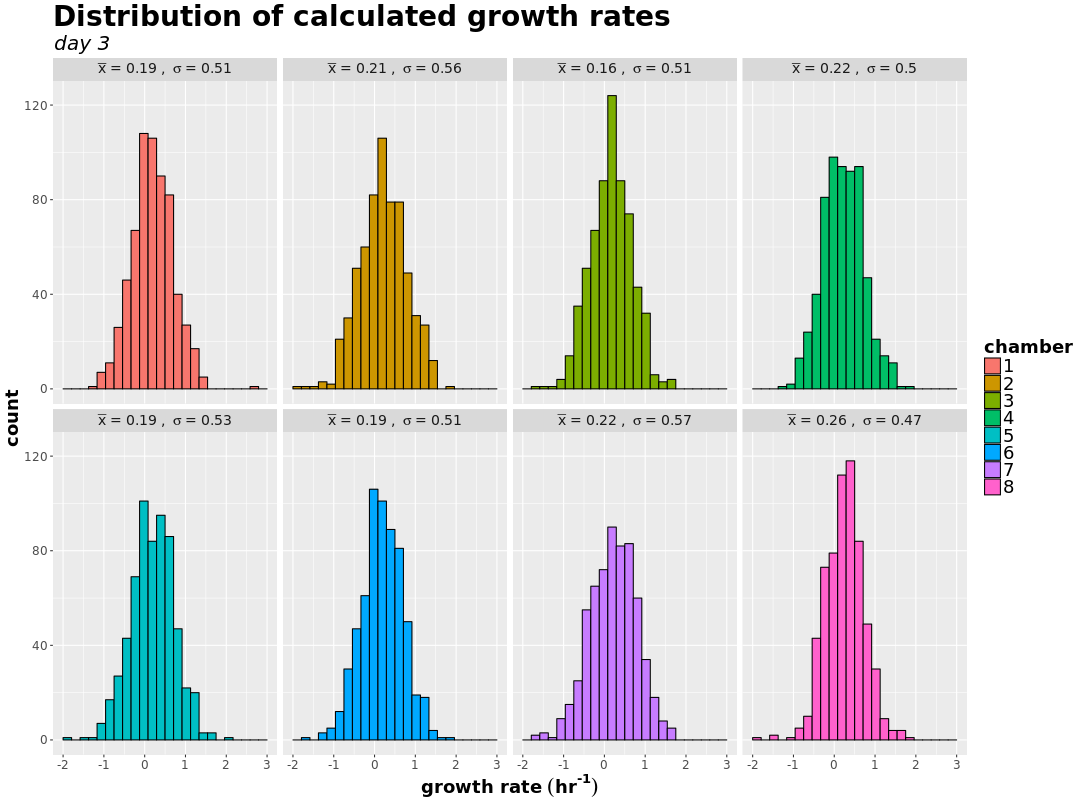 Distribution of calculated growth rates
day 3
x̅ = 0.19 , σ = 0.51
x̅ = 0.21 , σ = 0.56
x̅ = 0.16 , σ = 0.51
x̅ = 0.22 , σ = 0.5
120
80
40
0
x̅ = 0.19 , σ = 0.53
x̅ = 0.19 , σ = 0.51
x̅ = 0.22 , σ = 0.57
x̅ = 0.26 , σ = 0.47
120
80
40
0
count
-2 -1 0 1 2 3
-2 -1 0 1 2 3
-2 -1 0 1 2 3
-2 -1 0 1 2 3
growth rate (hr⁻¹)
chamber
1
2
3
4
5
6
7
8